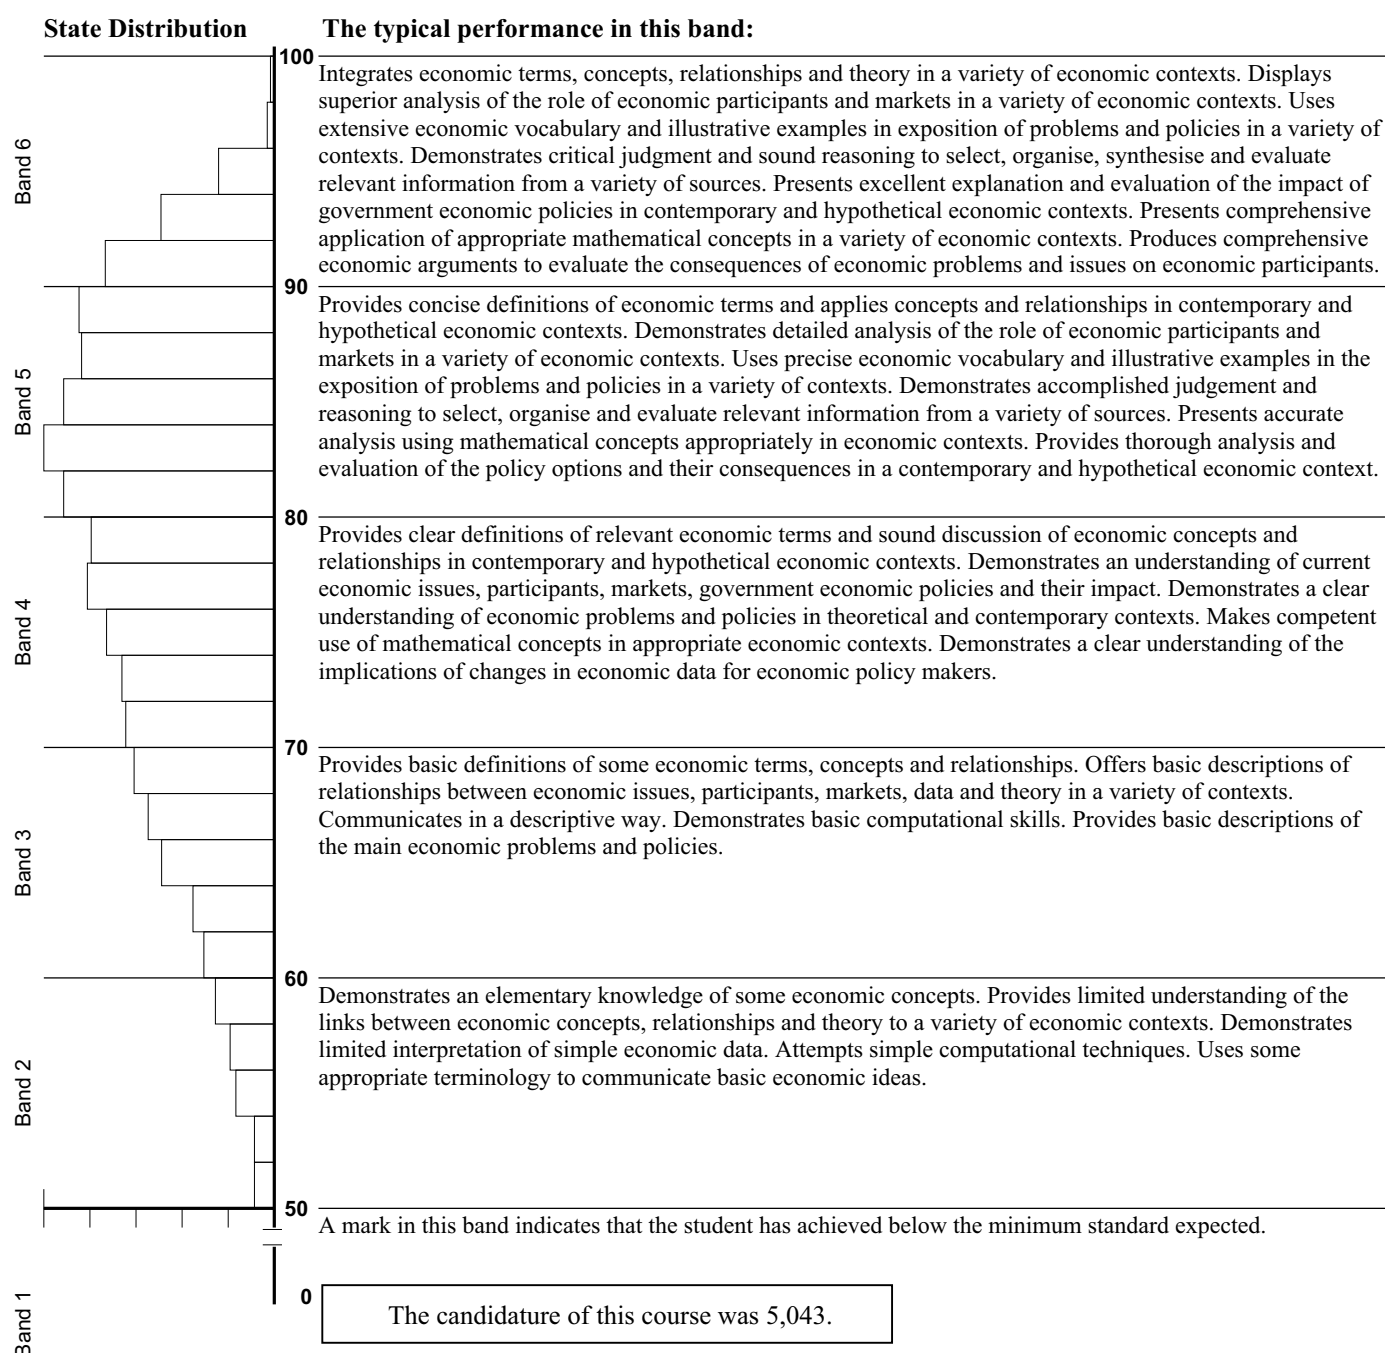 State Distribution
The typical performance in this band:
100
Band 6
Integrates economic terms, concepts, relationships and theory in a variety of economic contexts. Displays
superior analysis of the role of economic participants and markets in a variety of economic contexts. Uses
extensive economic vocabulary and illustrative examples in exposition of problems and policies in a variety of
contexts. Demonstrates critical judgment and sound reasoning to select, organise, synthesise and evaluate
relevant information from a variety of sources. Presents excellent explanation and evaluation of the impact of
government economic policies in contemporary and hypothetical economic contexts. Presents comprehensive
application of appropriate mathematical concepts in a variety of economic contexts. Produces comprehensive
economic arguments to evaluate the consequences of economic problems and issues on economic participants.
90
Band 5
Provides concise definitions of economic terms and applies concepts and relationships in contemporary and
hypothetical economic contexts. Demonstrates detailed analysis of the role of economic participants and
markets in a variety of economic contexts. Uses precise economic vocabulary and illustrative examples in the
exposition of problems and policies in a variety of contexts. Demonstrates accomplished judgement and
reasoning to select, organise and evaluate relevant information from a variety of sources. Presents accurate
analysis using mathematical concepts appropriately in economic contexts. Provides thorough analysis and
evaluation of the policy options and their consequences in a contemporary and hypothetical economic context.
80
Band 4
Provides clear definitions of relevant economic terms and sound discussion of economic concepts and
relationships in contemporary and hypothetical economic contexts. Demonstrates an understanding of current
economic issues, participants, markets, government economic policies and their impact. Demonstrates a clear
understanding of economic problems and policies in theoretical and contemporary contexts. Makes competent
use of mathematical concepts in appropriate economic contexts. Demonstrates a clear understanding of the
implications of changes in economic data for economic policy makers.
70
Band 3
Provides basic definitions of some economic terms, concepts and relationships. Offers basic descriptions of
relationships between economic issues, participants, markets, data and theory in a variety of contexts.
Communicates in a descriptive way. Demonstrates basic computational skills. Provides basic descriptions of
the main economic problems and policies.
60
Band 2
Demonstrates an elementary knowledge of some economic concepts. Provides limited understanding of the
links between economic concepts, relationships and theory to a variety of economic contexts. Demonstrates
limited interpretation of simple economic data. Attempts simple computational techniques. Uses some
appropriate terminology to communicate basic economic ideas.
50
A mark in this band indicates that the student has achieved below the minimum standard expected.
Band 1
0
The candidature of this course was 5,043.